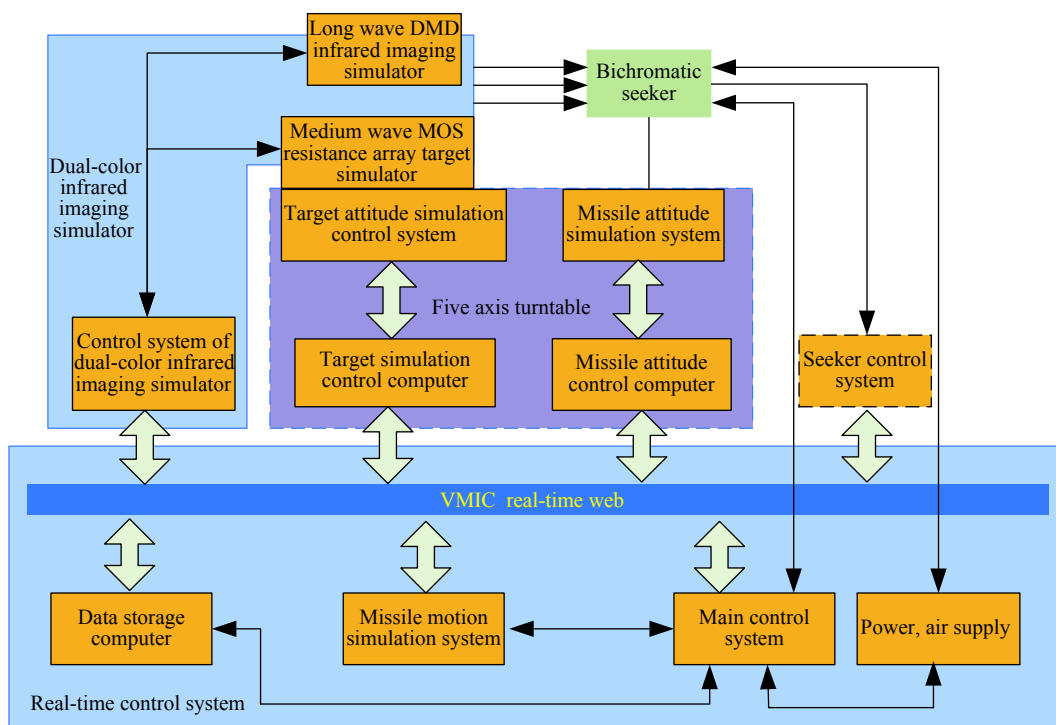 Long wave DMD
infrared imaging
simulator
Bichromatic
seeker
Medium wave MOS
resistance array target
simulator
Dual-color
infrared
imaging
simulator
Target attitude simulation
control system
Missile attitude
simulation system
Five axis turntable
Control system of
dual-color infrared
imaging simulator
Target simulation
control computer
Missile attitude
control computer
Seeker control
system
VMIC real-time web
Data storage
computer
Missile motion
simulation system
Main control
system
Power, air supply
Real-time control system